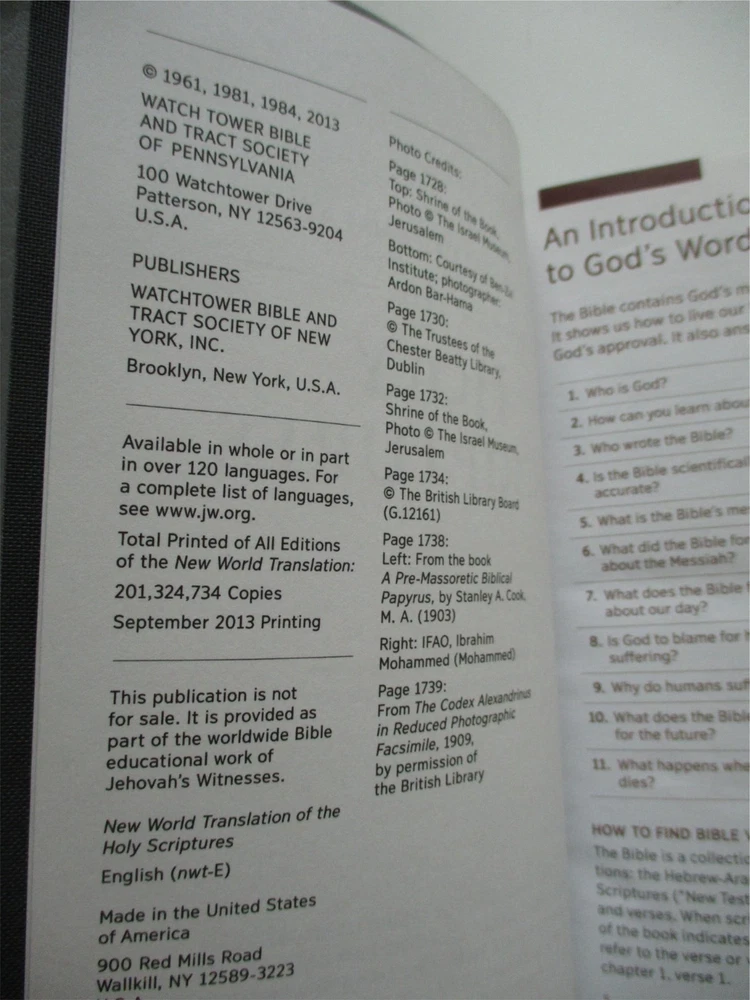 © 1961, 1981, 1984, 2013
WATCH TOWER BIBLE
AND TRACT SOCIETY
OF PENNSYLVANIA
100 Watchtower Drive
Patterson, NY 12563-9204
U.S.A.
PUBLISHERS
WATCHTOWER BIBLE AND
TRACT SOCIETY OF NEW
YORK, INC.
Brooklyn, New York, U.S.A.
Available in whole or in part
in over 120 languages. For
a complete list of languages,
see www.jw.org.
Total Printed of All Editions
of the New World Translation:
201,324,734 Copies
September 2013 Printing
This publication is not
for sale. It is provided as
part of the worldwide Bible
educational work of
Jehovah's Witnesses.
New World Translation of the
Holy Scriptures
English (nwt-E)
Made in the United States
of America
900 Red Mills Road
Wallkill, NY 12589-3223
Photo Credits:
Page 1728:
Top: Shrine of the Book,
Photo © The Israel Museum,
Jerusalem
Bottom: Courtesy of
Institute; photographer:
Ardon Bar-Hama
Page 1730:
© The Trustees of the
Chester Beatty Library,
Dublin
Page 1732:
Shrine of the Book,
Photo © The Israel Museum,
Jerusalem
Page 1734:
© The British Library Board
(G.12161)
Page 1738:
Left: From the book
A Pre-Massoretic Biblical
Papyrus, by Stanley A. Cook,
M. A. (1903)
Right: IFAO, Ibrahim
Mohammed (Mohammed)
Page 1739:
From The Codex Alexandrinus
in Reduced Photographic
Facsimile, 1909,
by permission of
the British Library
An Introductio
to God's Word
The Bible contains God's m
It shows us how to live our
God's approval. It also ans
1. Who is God?
2. How can you learn abou
3. Who wrote the Bible?
4. Is the Bible scientificall
accurate?
5. What is the Bible's mes
6. What did the Bible for
about the Messiah?
7. What does the Bible
about our day?
8. Is God to blame for
suffering?
9. Why do humans suf
10. What does the Bibl
for the future?
11. What happens whe
dies?
HOW TO FIND BIBLE V
The Bible is a collectio
tions: the Hebrew-Ara
Scriptures ("New Test
and verses. When scri
of the book indicates
refer to the verse or
chapter 1, verse 1.